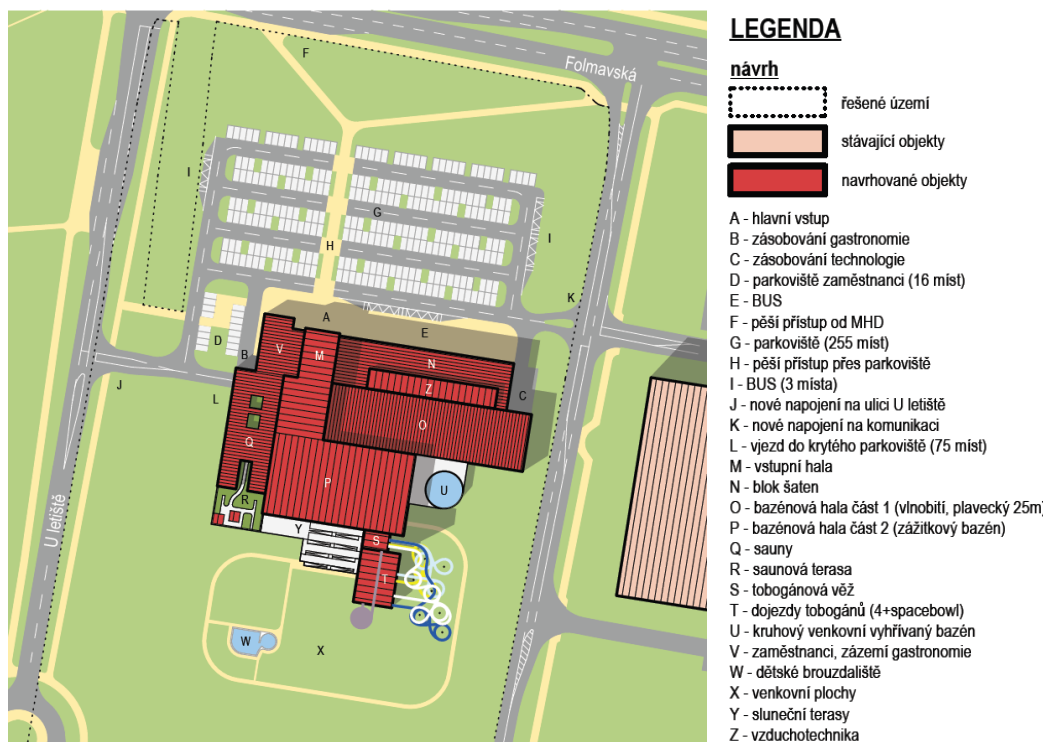 F
Folmavská
I
G
I
H
K
A
E
D
B
V
M
N
J
Z
C
L
O
Q
P
U
R
Y
S
T
U letiště
W
X
LEGENDA
návrh
řešené území
stávající objekty
navrhované objekty
A - hlavní vstup
B - zásobování gastronomie
C - zásobování technologie
D - parkoviště zaměstnanci (16 míst)
E - BUS
F - pěší přístup od MHD
G - parkoviště (255 míst)
H - pěší přístup přes parkoviště
I - BUS (3 místa)
J - nové napojení na ulici U letiště
K - nové napojení na komunikaci
L - vjezd do krytého parkoviště (75 míst)
M - vstupní hala
N - blok šaten
O - bazénová hala část 1 (vlnobití, plavecký 25m)
P - bazénová hala část 2 (zážitkový bazén)
Q - sauny
R - saunová terasa
S - tobogánová věž
T - dojezdy tobogánů (4+spacebowl)
U - kruhový venkovní vyhřívaný bazén
V - zaměstnanci, zázemí gastronomie
W - dětské brouzdaliště
X - venkovní plochy
Y - sluneční terasy
Z - vzduchotechnika